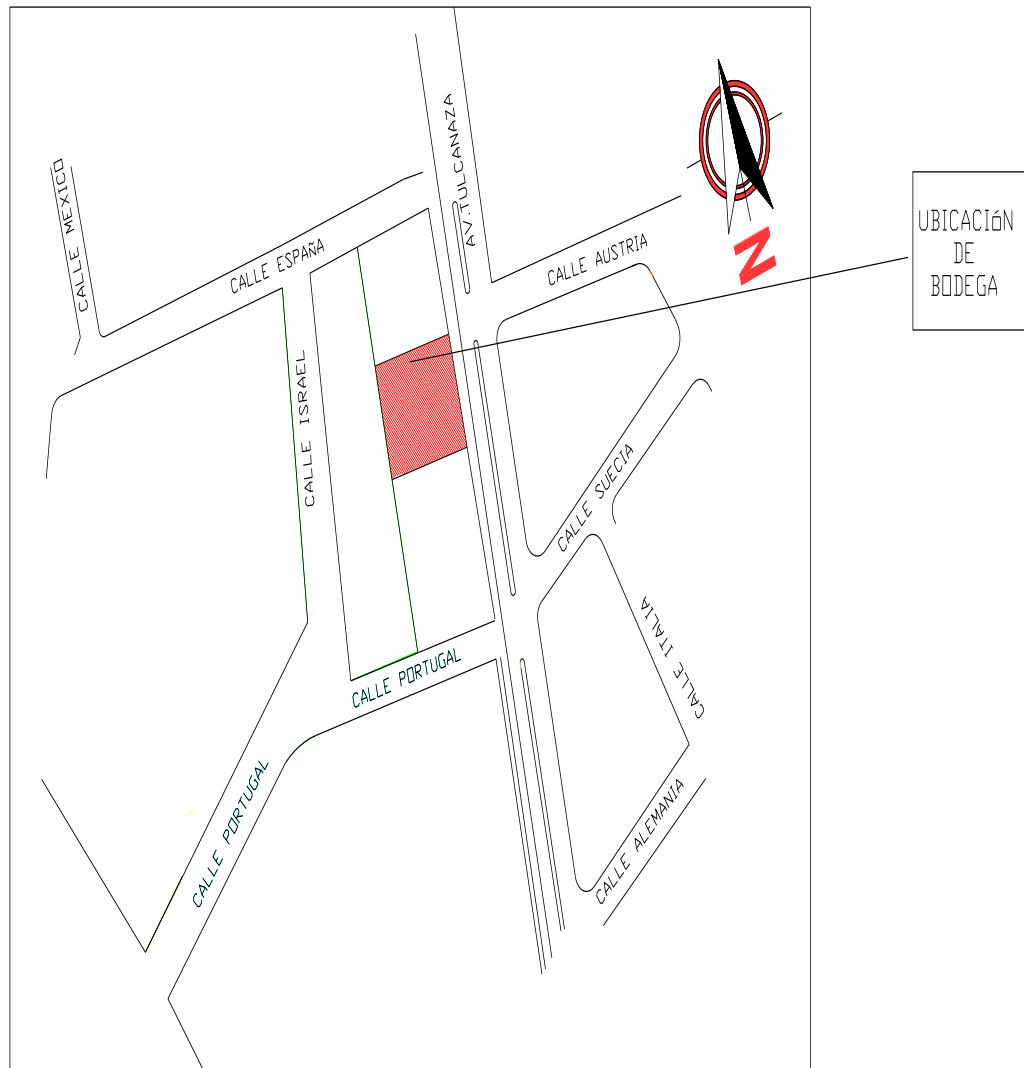 CALLE MEXICO
CALLE ESPAÑA
AV.TULCANAZA
CALLE AUSTRIA
N
UBICACIóN
DE
BODEGA
CALLE ISRAEL
CALLE SUECIA
CALLE ITALIA
CALLE PORTUGAL
CALLE PORTUGAL
CALLE ALEMANIA